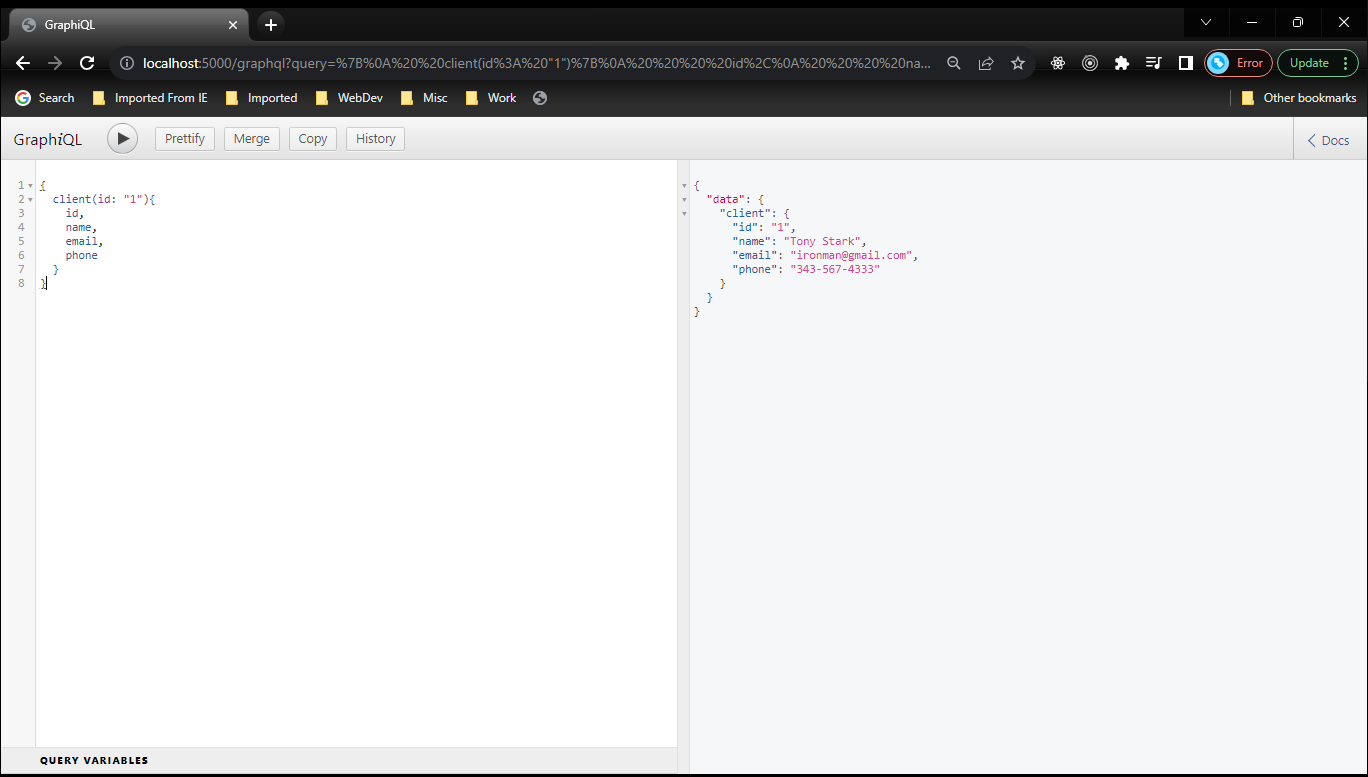 GraphiQL
localhost:5000/graphql?query=%7B%0A%20%20client(id%3A%20"1")%7B%0A%20%20%20%20id%2C%0A%20%20%20%20na...
Error
Update
Search
Imported From IE
Imported
WebDev
Misc
Work
Other bookmarks
GraphiQL
Prettify
Merge
Copy
History
Docs
1 {
2 client(id: "1"){
3 id,
4 name,
5 email,
6 phone
7 }
8 }
{
"data": {
"client": {
"id": "1",
"name": "Tony Stark",
"email": "ironman@gmail.com",
"phone": "343-567-4333"
}
}
}
QUERY VARIABLES